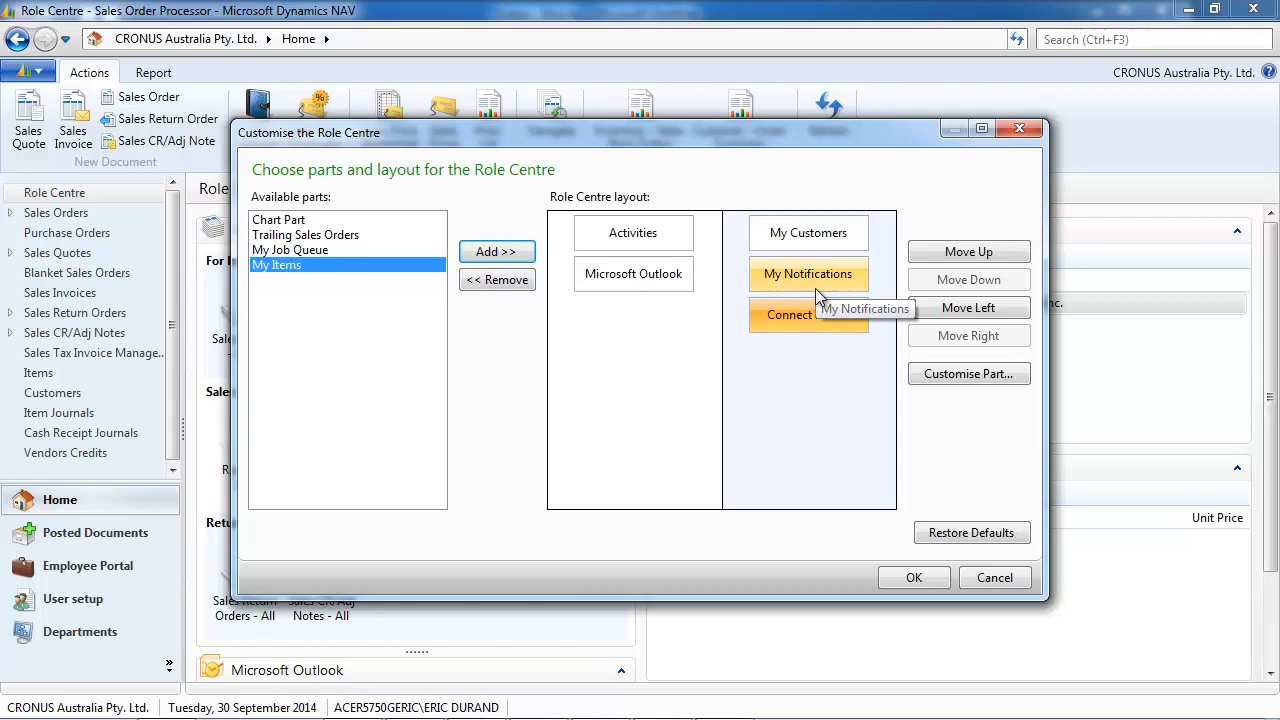 Role Centre - Sales Order Processor - Microsoft Dynamics NAV
CRONUS Australia Pty. Ltd.
Home
Search (Ctrl+F3)
Actions
Report
CRONUS Australia Pty. Ltd.
Sales Quote
Sales Invoice
Sales Order
Sales Return Order
Sales CR/Adj Note
New Document
Role Centre
Sales Orders
Purchase Orders
Sales Quotes
Blanket Sales Orders
Sales Invoices
Sales Return Orders
Sales CR/Adj Notes
Sales Tax Invoice Manage...
Items
Customers
Item Journals
Cash Receipt Journals
Vendors Credits
Home
Posted Documents
Employee Portal
User setup
Departments
Customise the Role Centre
Choose parts and layout for the Role Centre
Available parts:
Chart Part
Trailing Sales Orders
My Job Queue
My Items
Add >>
<< Remove
Role Centre layout:
Activities
Microsoft Outlook
My Customers
My Notifications
Connect
My Notifications
Move Up
Move Down
Move Left
Move Right
Customise Part...
Restore Defaults
OK
Cancel
Unit Price
Sales Return
Orders - All
Sales CR/Adj
Notes - All
Microsoft Outlook
CRONUS Australia Pty. Ltd.
Tuesday, 30 September 2014
ACER5750GERIC\ERIC DURAND